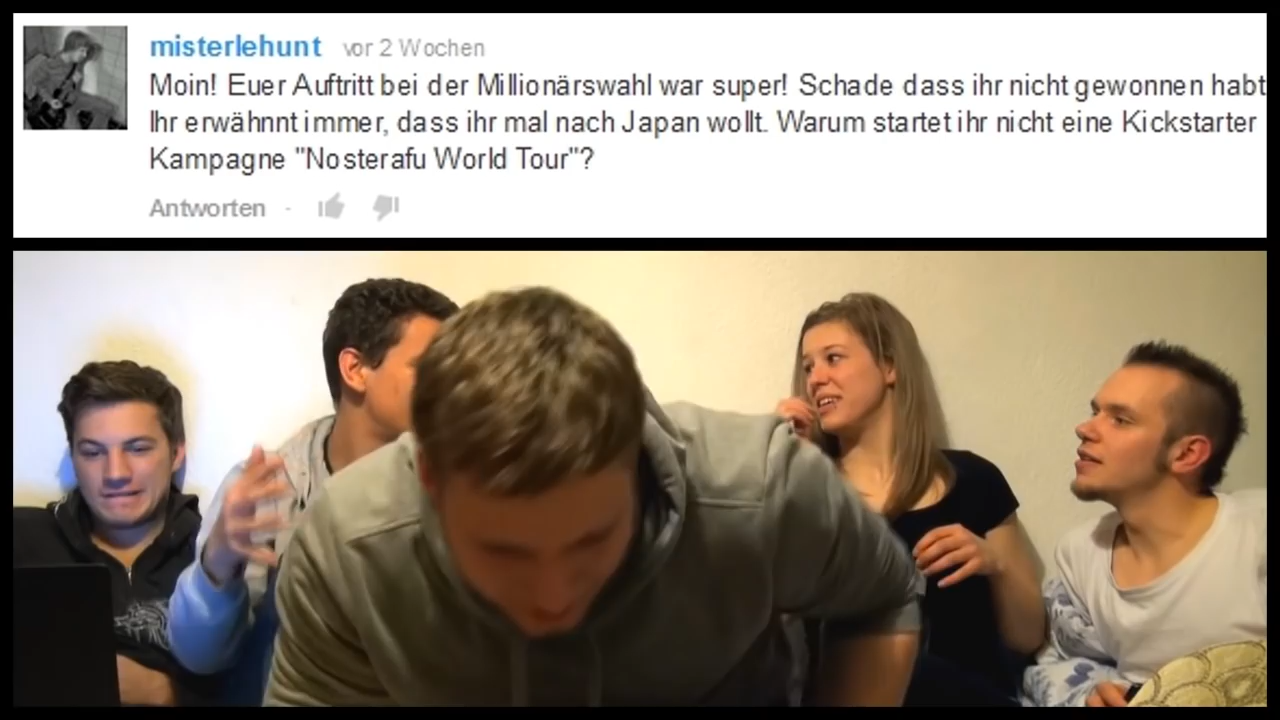 misterlehunt vor 2 Wochen
Moin! Euer Auftritt bei der Millionärswahl war super! Schade dass ihr nicht gewonnen habt
Ihr erwähnnt immer, dass ihr mal nach Japan wollt. Warum startet ihr nicht eine Kickstarter
Kampagne "Nosterafu World Tour"?
Antworten ·